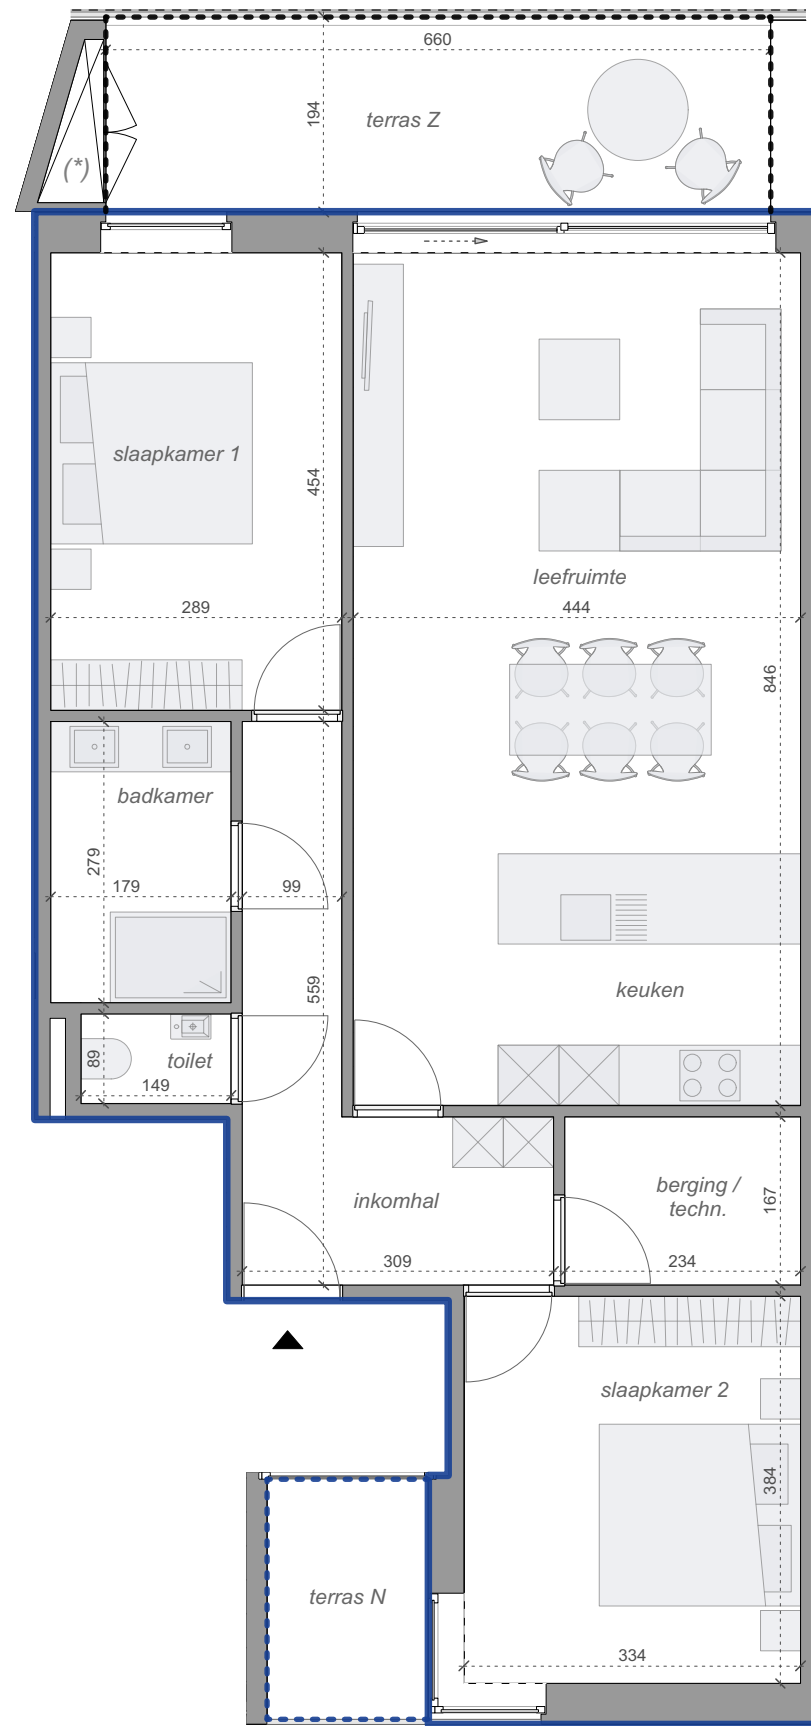 660
194
terras Z
(*)
slaapkamer 1
454
leefruimte
289
444
846
badkamer
279
179
99
559
keuken
toilet
89
149
inkomhal
berging /
techn.
167
309
234
slaapkamer 2
384
terras N
334